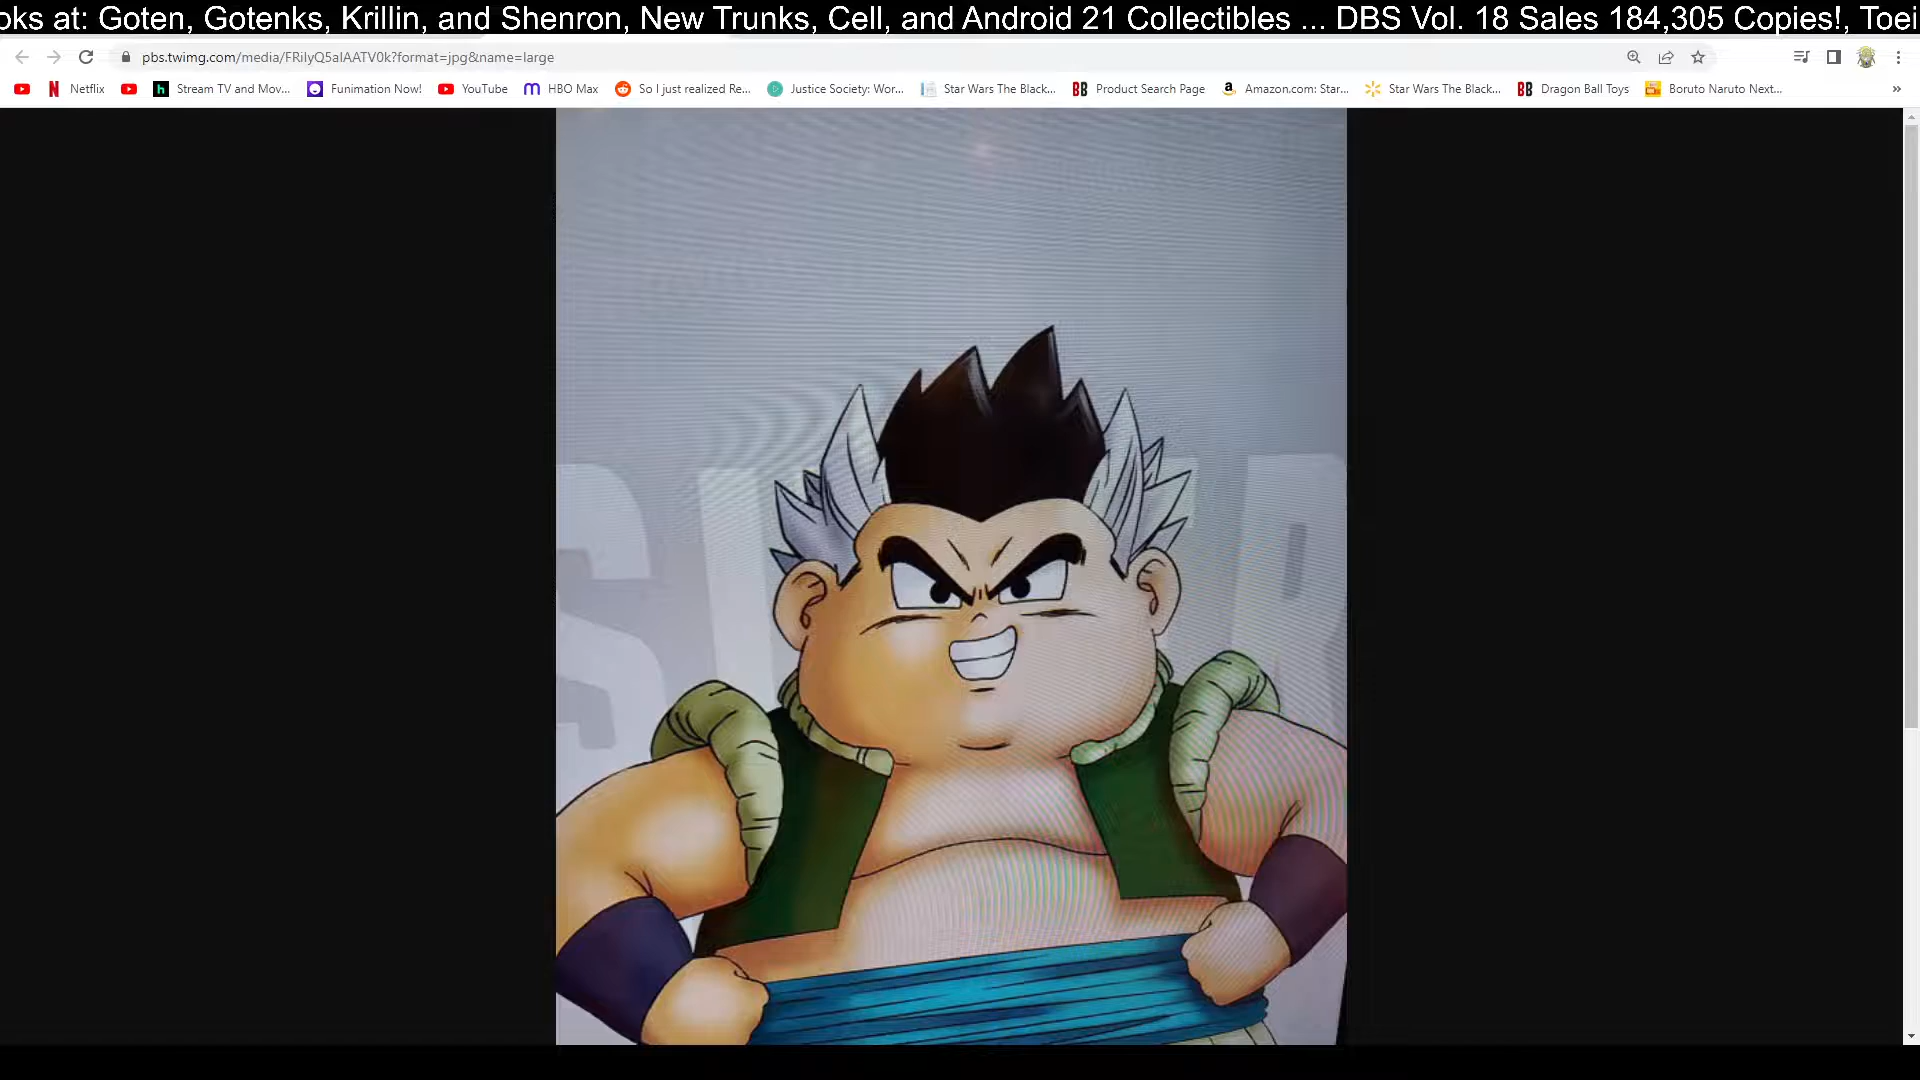 oks at: Goten, Gotenks, Krillin, and Shenron, New Trunks, Cell, and Android 21 Collectibles ... DBS Vol. 18 Sales 184,305 Copies!, Toei
pbs.twimg.com/media/FRilyQ5alAATV0k?format=jpg&name=large
Netflix Stream TV and Mov... Funimation Now! YouTube HBO Max So I just realized Re... Justice Society: Wor... Star Wars The Black... BB Product Search Page Amazon.com: Star... Star Wars The Black... BB Dragon Ball Toys Boruto Naruto Next... »